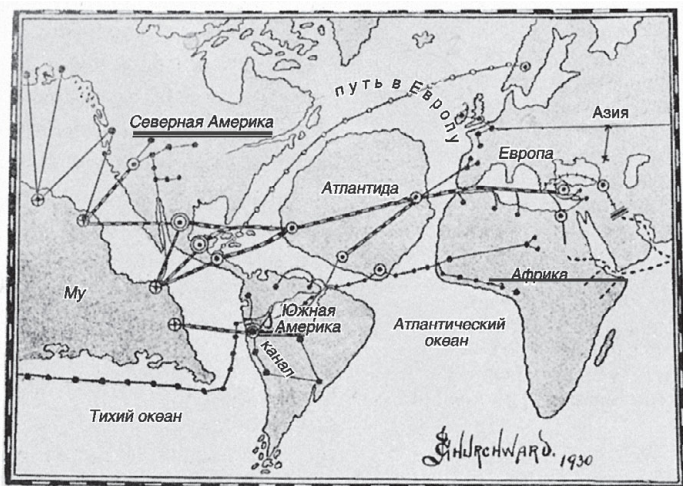 путь в Европу
Северная Америка
Азия
Европа
Атлантида
Му
Африка
Южная
Америка
Атлантический
океан
канал
Тихий океан
CHURCHWARD. 1930